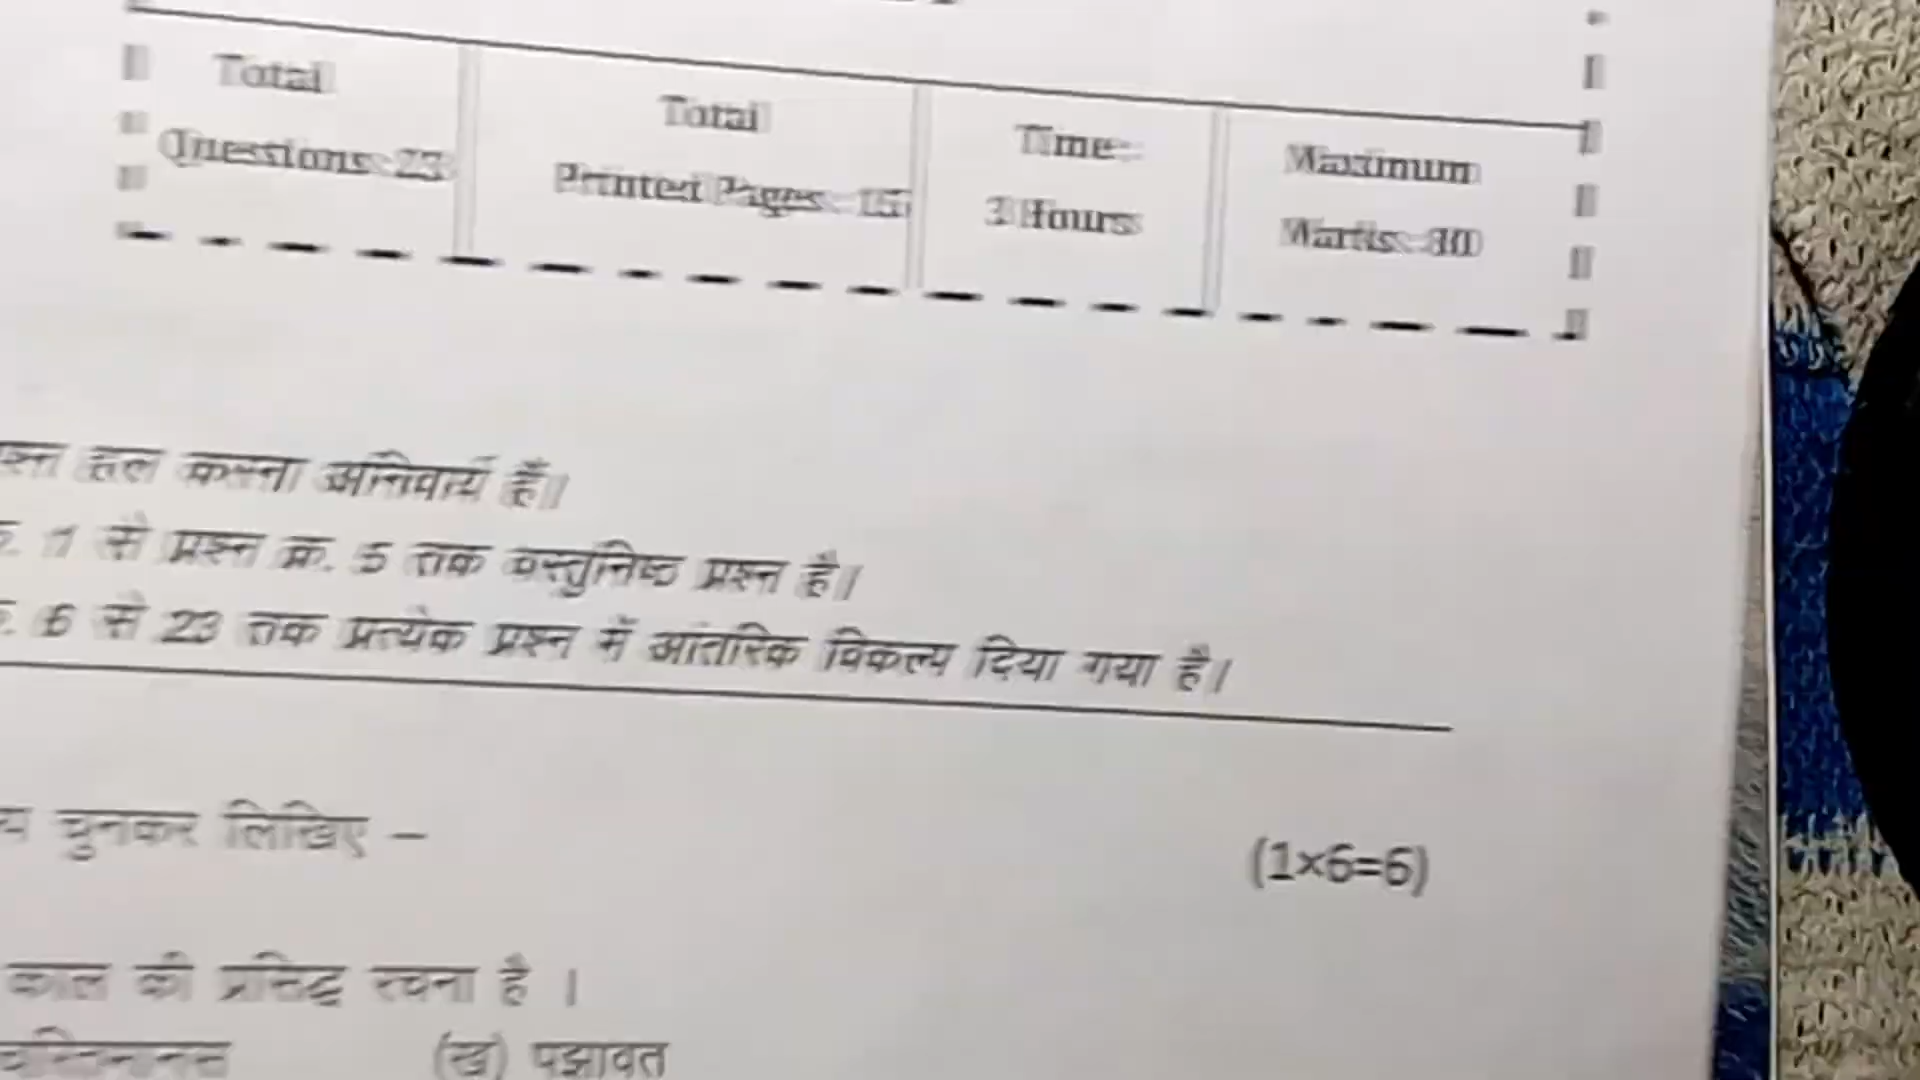 Total
Questions: 23
Total
Printed Pages: 15
Time:
3 Hours
Maximum
Marks: 80
हल करना अनिवार्य हैं।
1 से प्रश्न क्र. 5 तक वस्तुनिष्ठ प्रश्न है।
6 से 23 तक प्रत्येक प्रश्न में आंतरिक विकल्प दिया गया है।
चुनकर लिखिए –
(1×6=6)
काल की प्रसिद्ध रचना है ।
(ख) पद्मावत